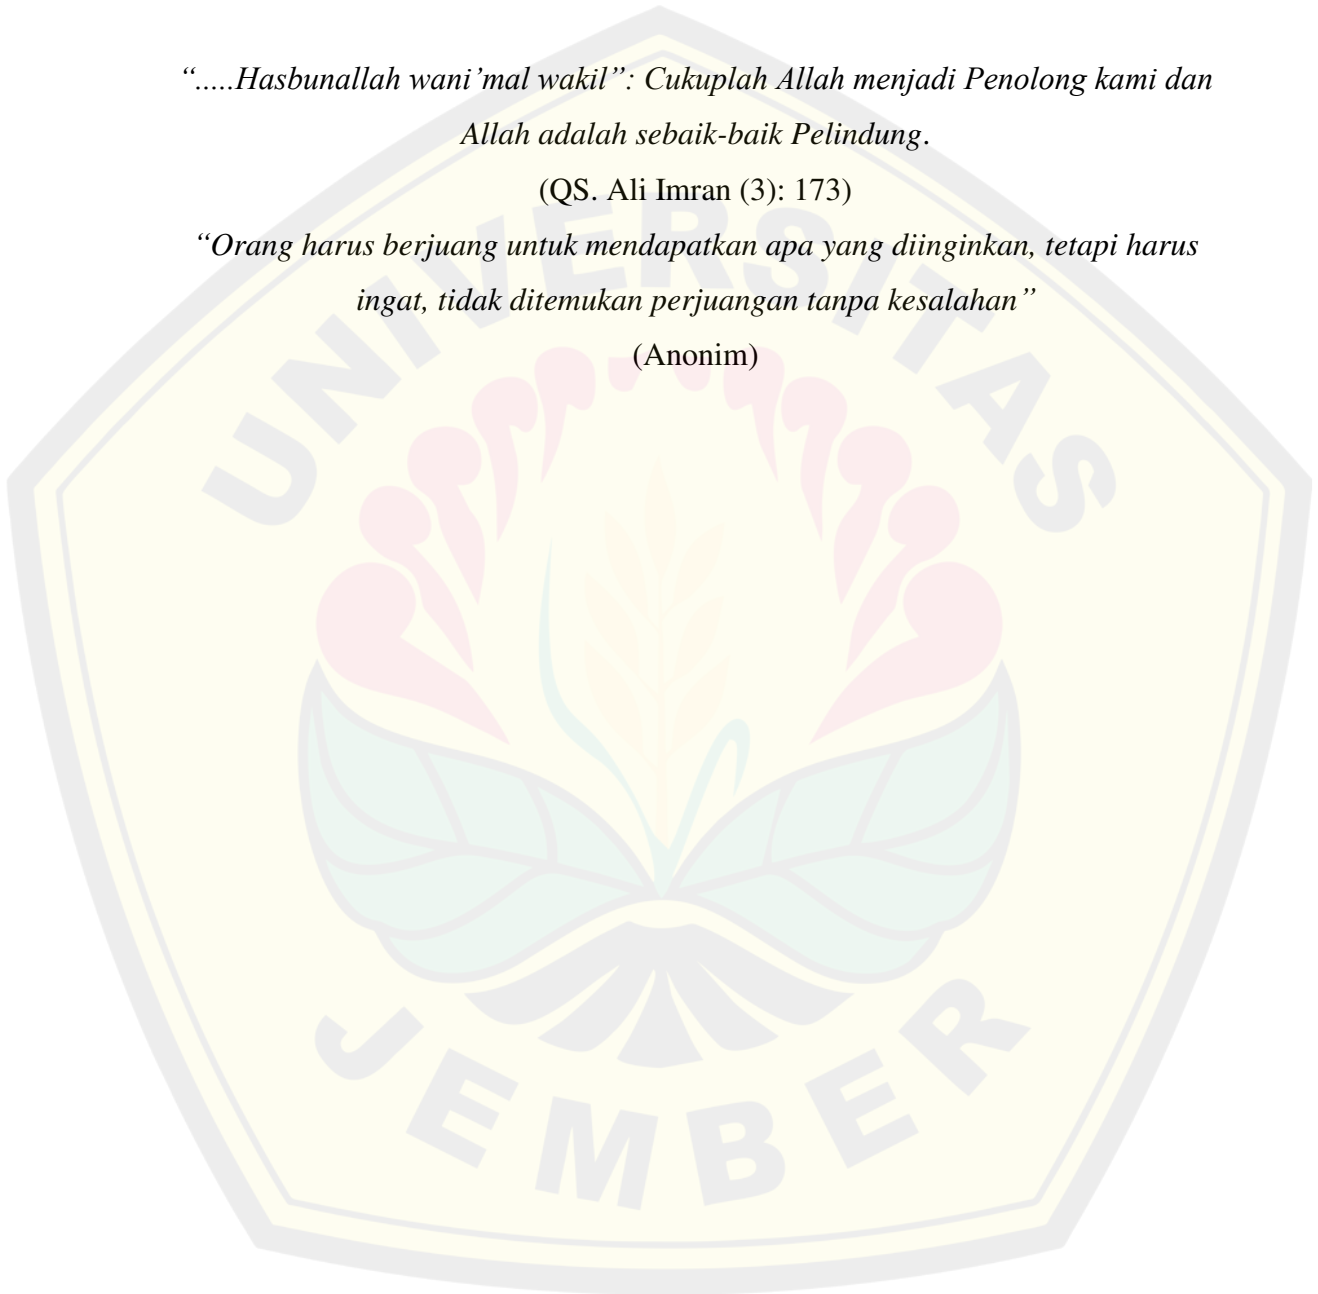 “.....Hasbunallah wani’mal wakil”: Cukuplah Allah menjadi Penolong kami dan
Allah adalah sebaik-baik Pelindung.
(QS. Ali Imran (3): 173)
“Orang harus berjuang untuk mendapatkan apa yang diinginkan, tetapi harus
ingat, tidak ditemukan perjuangan tanpa kesalahan”
(Anonim)
UNIVERSITAS
JEMBER